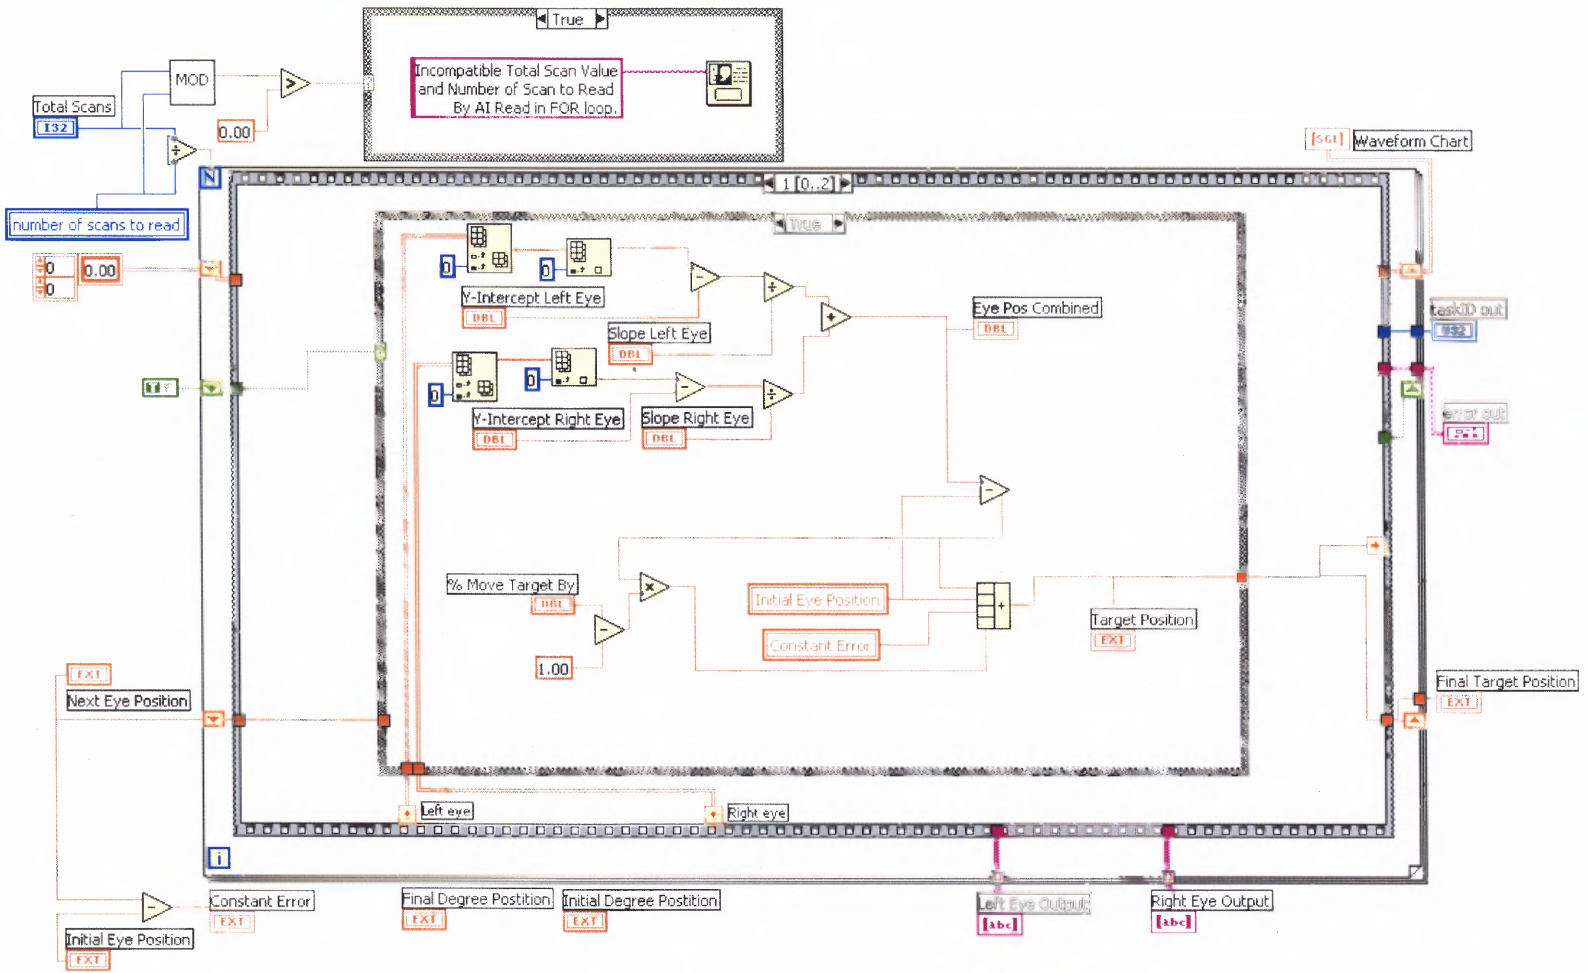 True
Incompatible Total Scan Value
and Number of Scan to Read
By AI Read in FOR loop.
MOD
>
Total Scans
I32
0.00
÷
N
number of scans to read
[SGL]
Waveform Chart
1 [0..2]
True
0
0
0.00
0
0
Y-Intercept Left Eye
DBL
-
÷
+
Slope Left Eye
DBL
Eye Pos Combined
DBL
taskID out
U32
T F
0
0
-
÷
Y-Intercept Right Eye
DBL
Slope Right Eye
DBL
error out
-
% Move Target By
DBL
x
-
1.00
Initial Eye Position
Constant Error
+
Target Position
EXT
EXT
Next Eye Position
Final Target Position
EXT
Left eye
Right eye
i
-
Constant Error
EXT
Initial Eye Position
EXT
Final Degree Postition
EXT
Initial Degree Postition
EXT
Left Eye Output
[abc]
Right Eye Output
[abc]